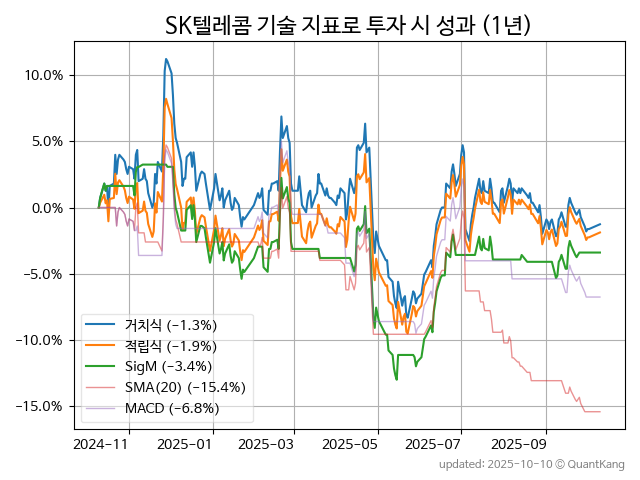 SK텔레콤 기술 지표로 투자 시 성과 (1년)
10.0%
5.0%
0.0%
−5.0%
−10.0%
−15.0%
거치식 (−1.3%)
적립식 (−1.9%)
SigM (−3.4%)
SMA(20) (−15.4%)
MACD (−6.8%)
2024-11 2025-01 2025-03 2025-05 2025-07 2025-09
updated: 2025-10-10 ⓒ QuantKang